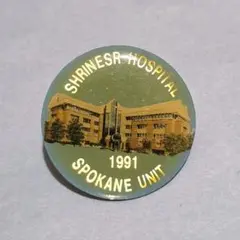 SHRINESR HOSPITAL
1991
SPOKANE UNIT